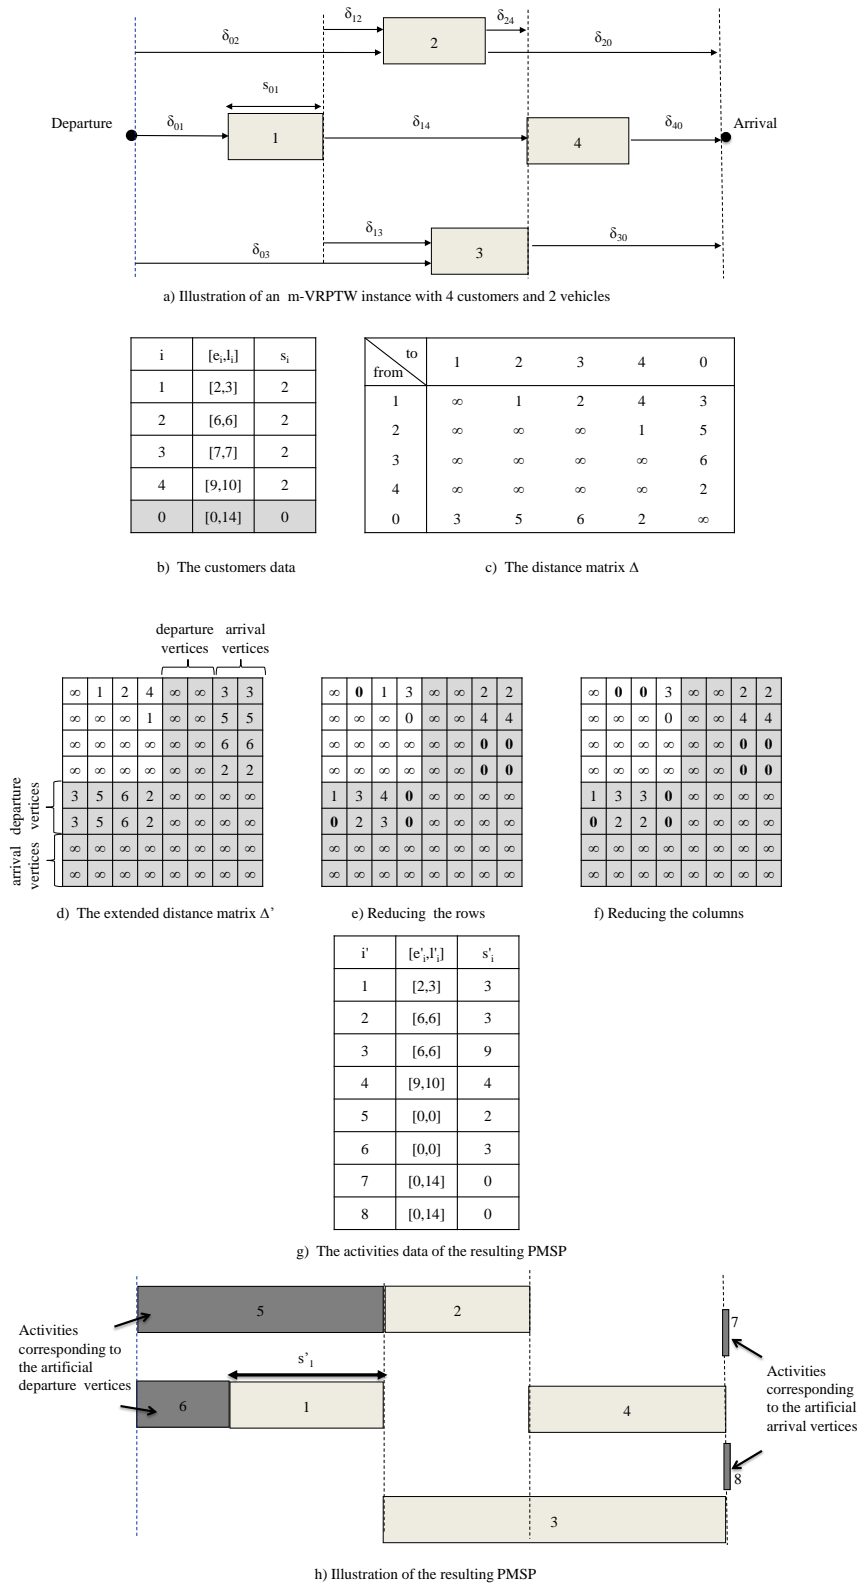 δ12 δ24
δ02 2 δ20
s01
Departure δ01 1 δ14 4 δ40 Arrival
δ13 δ30
δ03 3
a) Illustration of an m-VRPTW instance with 4 customers and 2 vehicles
i [ei,li] si
1 [2,3] 2
2 [6,6] 2
3 [7,7] 2
4 [9,10] 2
0 [0,14] 0
b) The customers data
to
from 1 2 3 4 0
1 ∞ 1 2 4 3
2 ∞ ∞ ∞ 1 5
3 ∞ ∞ ∞ ∞ 6
4 ∞ ∞ ∞ ∞ 2
0 3 5 6 2 ∞
c) The distance matrix Δ
departure vertices
arrival vertices
departure vertices
arrival vertices
∞ 1 2 4 ∞ ∞ 3 3
∞ ∞ ∞ 1 ∞ ∞ 5 5
∞ ∞ ∞ ∞ ∞ ∞ 6 6
∞ ∞ ∞ ∞ ∞ ∞ 2 2
3 5 6 2 ∞ ∞ ∞ ∞
3 5 6 2 ∞ ∞ ∞ ∞
∞ ∞ ∞ ∞ ∞ ∞ ∞ ∞
∞ ∞ ∞ ∞ ∞ ∞ ∞ ∞
d) The extended distance matrix Δ’
∞ 0 1 3 ∞ ∞ 2 2
∞ ∞ ∞ 0 ∞ ∞ 4 4
∞ ∞ ∞ ∞ ∞ ∞ 0 0
∞ ∞ ∞ ∞ ∞ ∞ 0 0
1 3 4 0 ∞ ∞ ∞ ∞
0 2 3 0 ∞ ∞ ∞ ∞
∞ ∞ ∞ ∞ ∞ ∞ ∞ ∞
∞ ∞ ∞ ∞ ∞ ∞ ∞ ∞
e) Reducing the rows
∞ 0 0 3 ∞ ∞ 2 2
∞ ∞ ∞ 0 ∞ ∞ 4 4
∞ ∞ ∞ ∞ ∞ ∞ 0 0
∞ ∞ ∞ ∞ ∞ ∞ 0 0
1 3 3 0 ∞ ∞ ∞ ∞
0 2 2 0 ∞ ∞ ∞ ∞
∞ ∞ ∞ ∞ ∞ ∞ ∞ ∞
∞ ∞ ∞ ∞ ∞ ∞ ∞ ∞
f) Reducing the columns
i' [e'i,l'i] s'i
1 [2,3] 3
2 [6,6] 3
3 [6,6] 9
4 [9,10] 4
5 [0,0] 2
6 [0,0] 3
7 [0,14] 0
8 [0,14] 0
g) The activities data of the resulting PMSP
5 2 7
Activities
corresponding to
the artificial
departure vertices
s’1
6 1 4
Activities
corresponding
to the artificial
arrival vertices
8
3
h) Illustration of the resulting PMSP